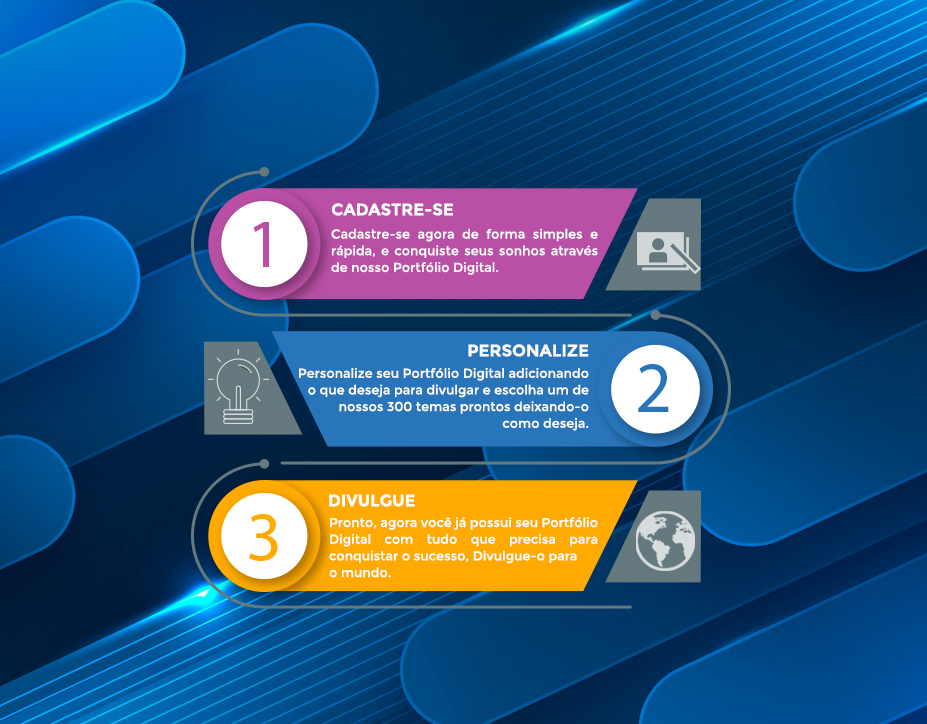 1
CADASTRE-SE
Cadastre-se agora de forma simples e
rápida, e conquiste seus sonhos através
de nosso Portfólio Digital.
PERSONALIZE
Personalize seu Portfólio Digital adicionando
o que deseja para divulgar e escolha um de
nossos 300 temas prontos deixando-o
como deseja.
2
3
DIVULGUE
Pronto, agora você já possui seu Portfólio
Digital com tudo que precisa para
conquistar o sucesso, Divulgue-o para
o mundo.